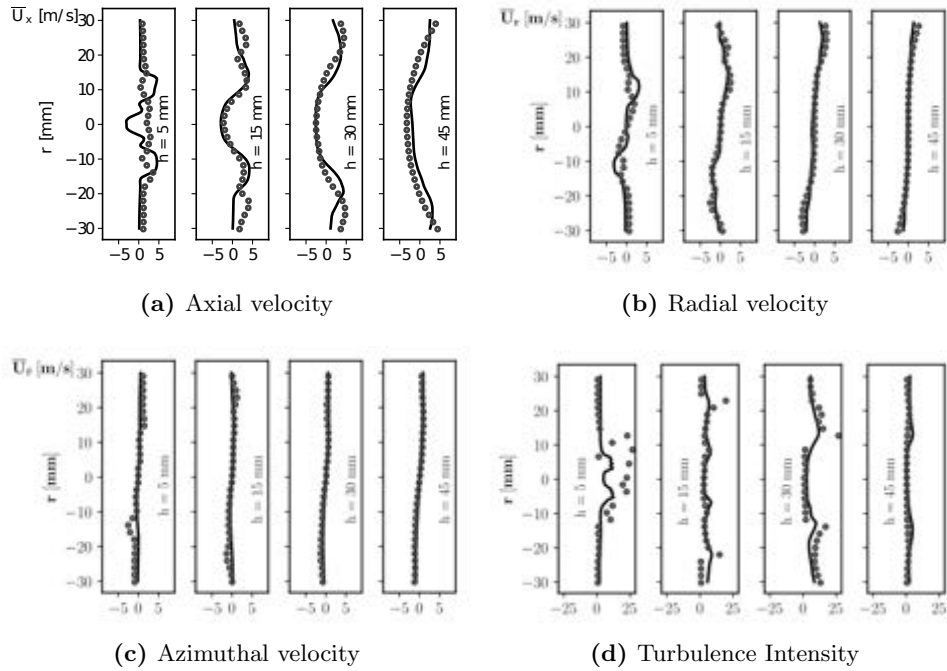 U̅x [m/s]
U̅r [m/s]
30
20
10
0
−10
−20
−30
r [mm]
h = 5 mm
h = 15 mm
h = 30 mm
h = 45 mm
30
20
10
0
−10
−20
−30
r [mm]
h = 5 mm
h = 15 mm
h = 30 mm
h = 45 mm
−5 0 5
−5 0 5
−5 0 5
−5 0 5
−5 0 5
−5 0 5
−5 0 5
−5 0 5
(a) Axial velocity
(b) Radial velocity
U̅θ [m/s]
30
20
10
0
−10
−20
−30
r [mm]
h = 5 mm
h = 15 mm
h = 30 mm
h = 45 mm
30
20
10
0
−10
−20
−30
r [mm]
h = 5 mm
h = 15 mm
h = 30 mm
h = 45 mm
−5 0 5
−5 0 5
−5 0 5
−5 0 5
−25 0 25
−25 0 25
−25 0 25
−25 0 25
(c) Azimuthal velocity
(d) Turbulence Intensity